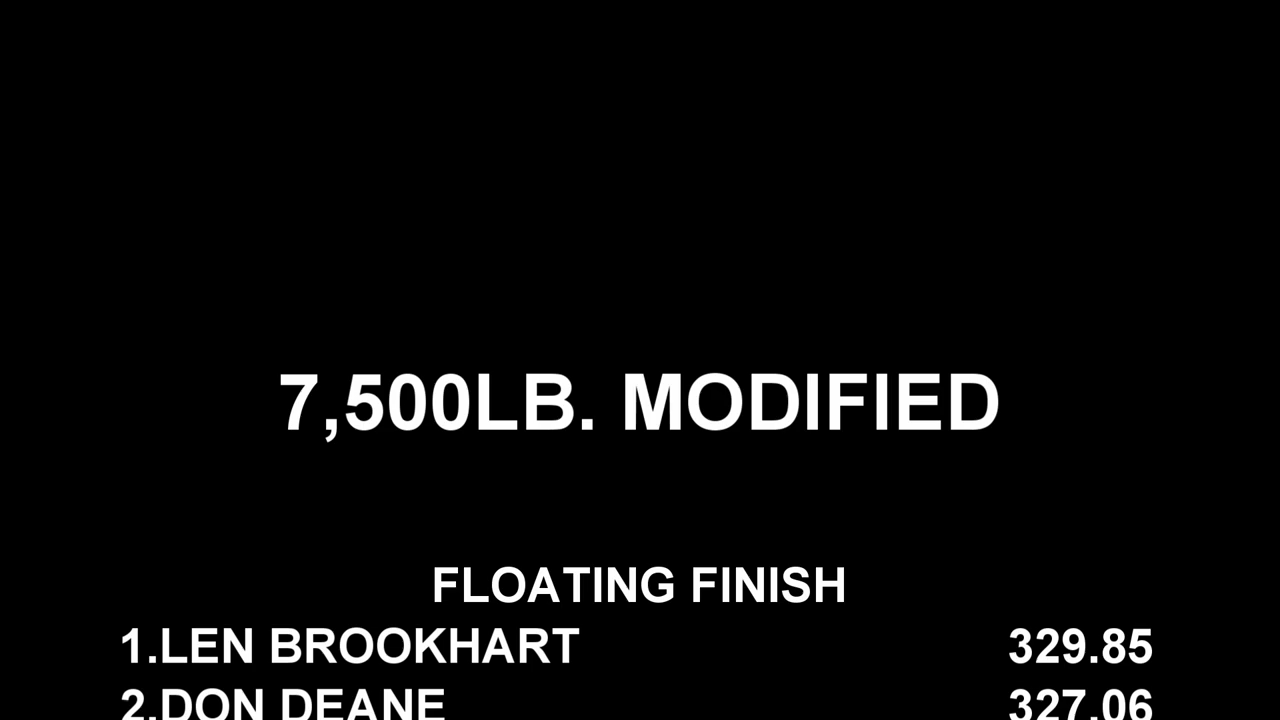 7,500LB. MODIFIED
FLOATING FINISH
1.LEN BROOKHART 329.85
2.DON DEANE 327.06